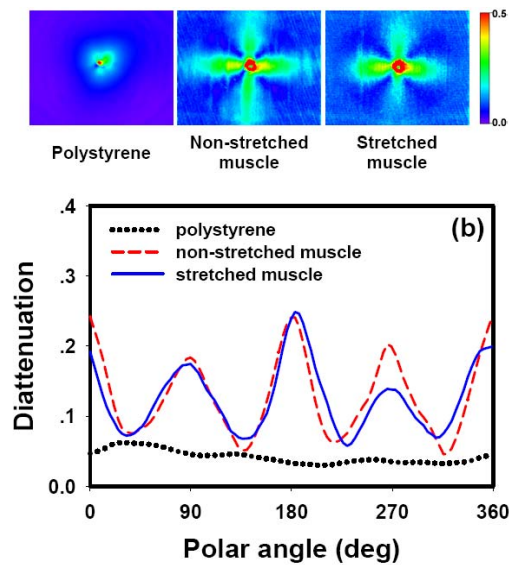 0.5
0.0
Polystyrene
Non-stretched
muscle
Stretched
muscle
(b)
polystyrene
non-stretched muscle
stretched muscle
Diattenuation
.4
.3
.2
.1
0.0
0 90 180 270 360
Polar angle (deg)